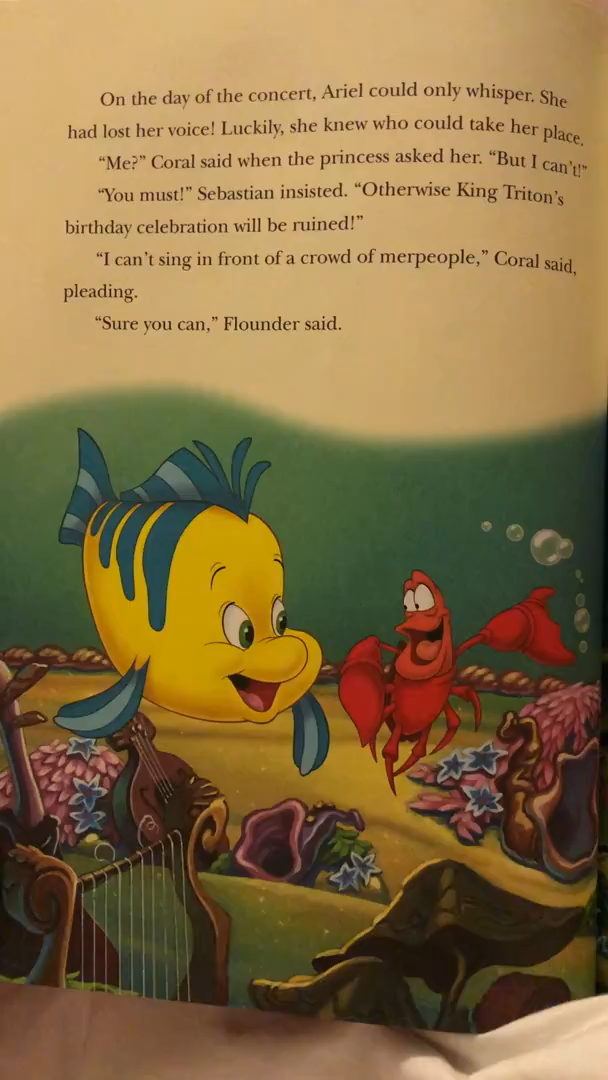 On the day of the concert, Ariel could only whisper. She
had lost her voice! Luckily, she knew who could take her place.
“Me?” Coral said when the princess asked her. “But I can’t!”
“You must!” Sebastian insisted. “Otherwise King Triton’s
birthday celebration will be ruined!”
“I can’t sing in front of a crowd of merpeople,” Coral said,
pleading.
“Sure you can,” Flounder said.